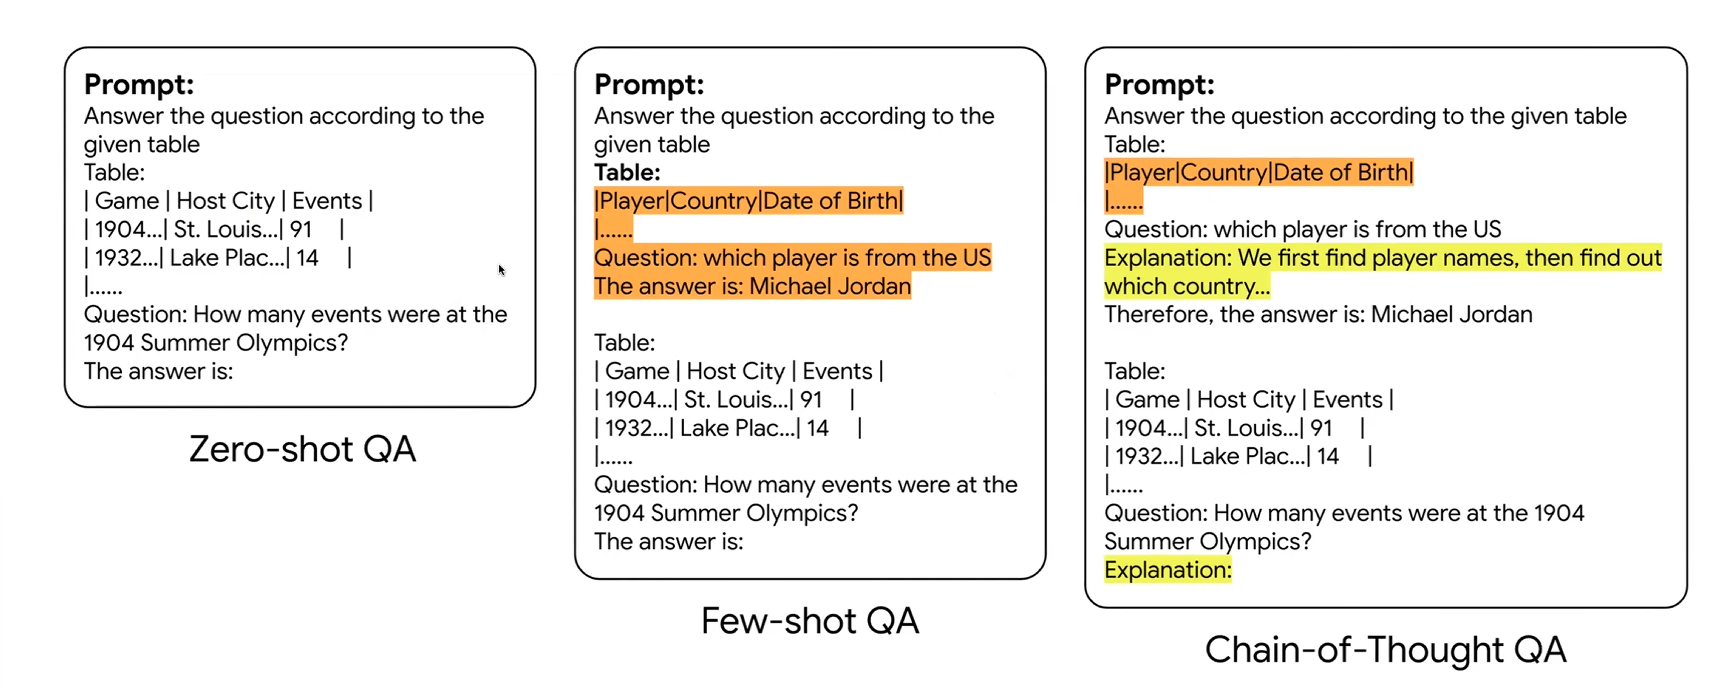 Prompt:
Answer the question according to the
given table
Table:
| Game | Host City | Events |
| 1904...| St. Louis...| 91 |
| 1932...| Lake Plac...| 14 |
|......
Question: How many events were at the
1904 Summer Olympics?
The answer is:
Zero-shot QA
Prompt:
Answer the question according to the
given table
Table:
|Player|Country|Date of Birth|
|......
Question: which player is from the US
The answer is: Michael Jordan
Table:
| Game | Host City | Events |
| 1904...| St. Louis...| 91 |
| 1932...| Lake Plac...| 14 |
|......
Question: How many events were at the
1904 Summer Olympics?
The answer is:
Few-shot QA
Prompt:
Answer the question according to the given table
Table:
|Player|Country|Date of Birth|
|......
Question: which player is from the US
Explanation: We first find player names, then find out
which country...
Therefore, the answer is: Michael Jordan
Table:
| Game | Host City | Events |
| 1904...| St. Louis...| 91 |
| 1932...| Lake Plac...| 14 |
|......
Question: How many events were at the 1904
Summer Olympics?
Explanation:
Chain-of-Thought QA